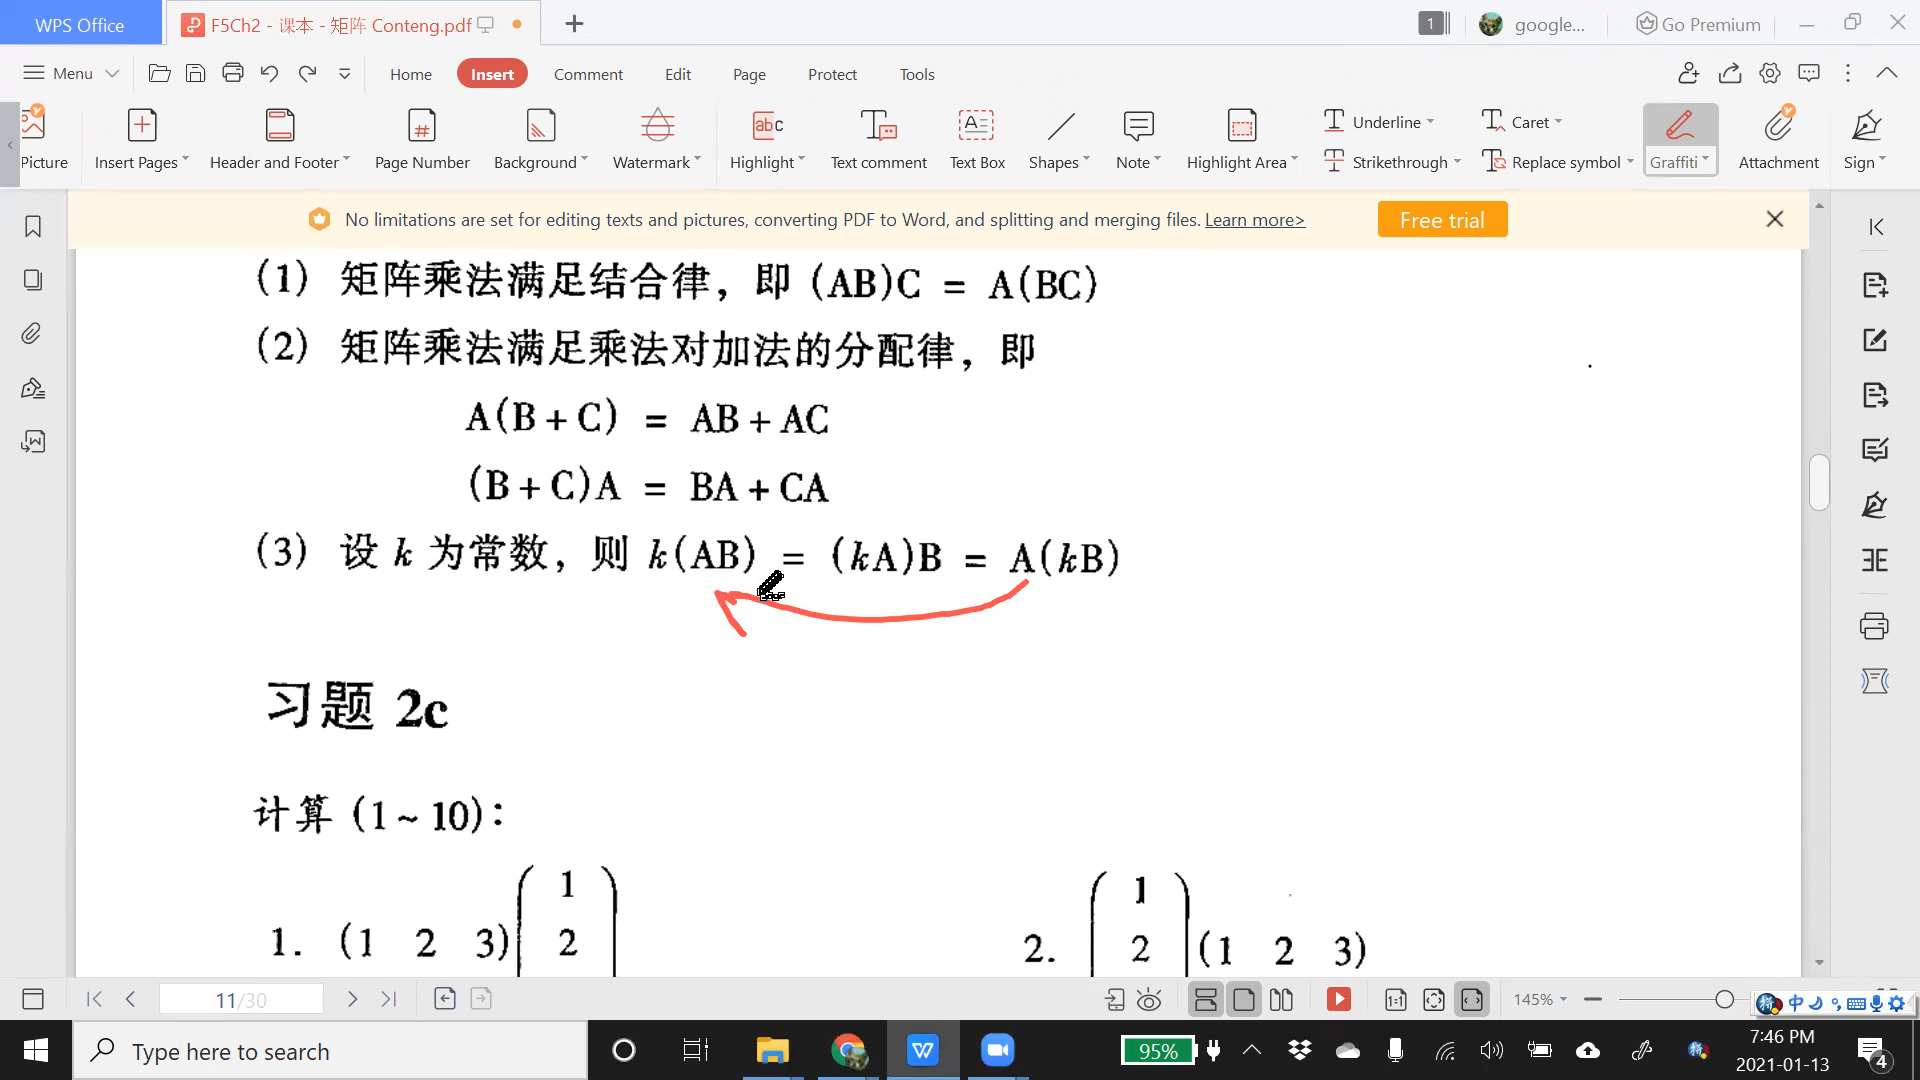 WPS Office
F5Ch2 - 课本 - 矩阵 Conteng.pdf
1
google...
Go Premium
Menu
Home
Insert
Comment
Edit
Page
Protect
Tools
Picture
Insert Pages
Header and Footer
Page Number
Background
Watermark
Highlight
Text comment
Text Box
Shapes
Note
Highlight Area
Underline
Strikethrough
Caret
Replace symbol
Graffiti
Attachment
Sign
No limitations are set for editing texts and pictures, converting PDF to Word, and splitting and merging files. Learn more>
Free trial
(1) 矩阵乘法满足结合律，即 (AB)C = A(BC)
(2) 矩阵乘法满足乘法对加法的分配律，即
A(B + C) = AB + AC
(B + C)A = BA + CA
(3) 设 k 为常数，则 k(AB) = (kA)B = A(kB)
习题 2c
计算 (1 ~ 10)：
1. (1 2 3) ( 1
2
2. ( 1
2 ) (1 2 3)
11/30
145%
中
Type here to search
95%
7:46 PM
2021-01-13
4